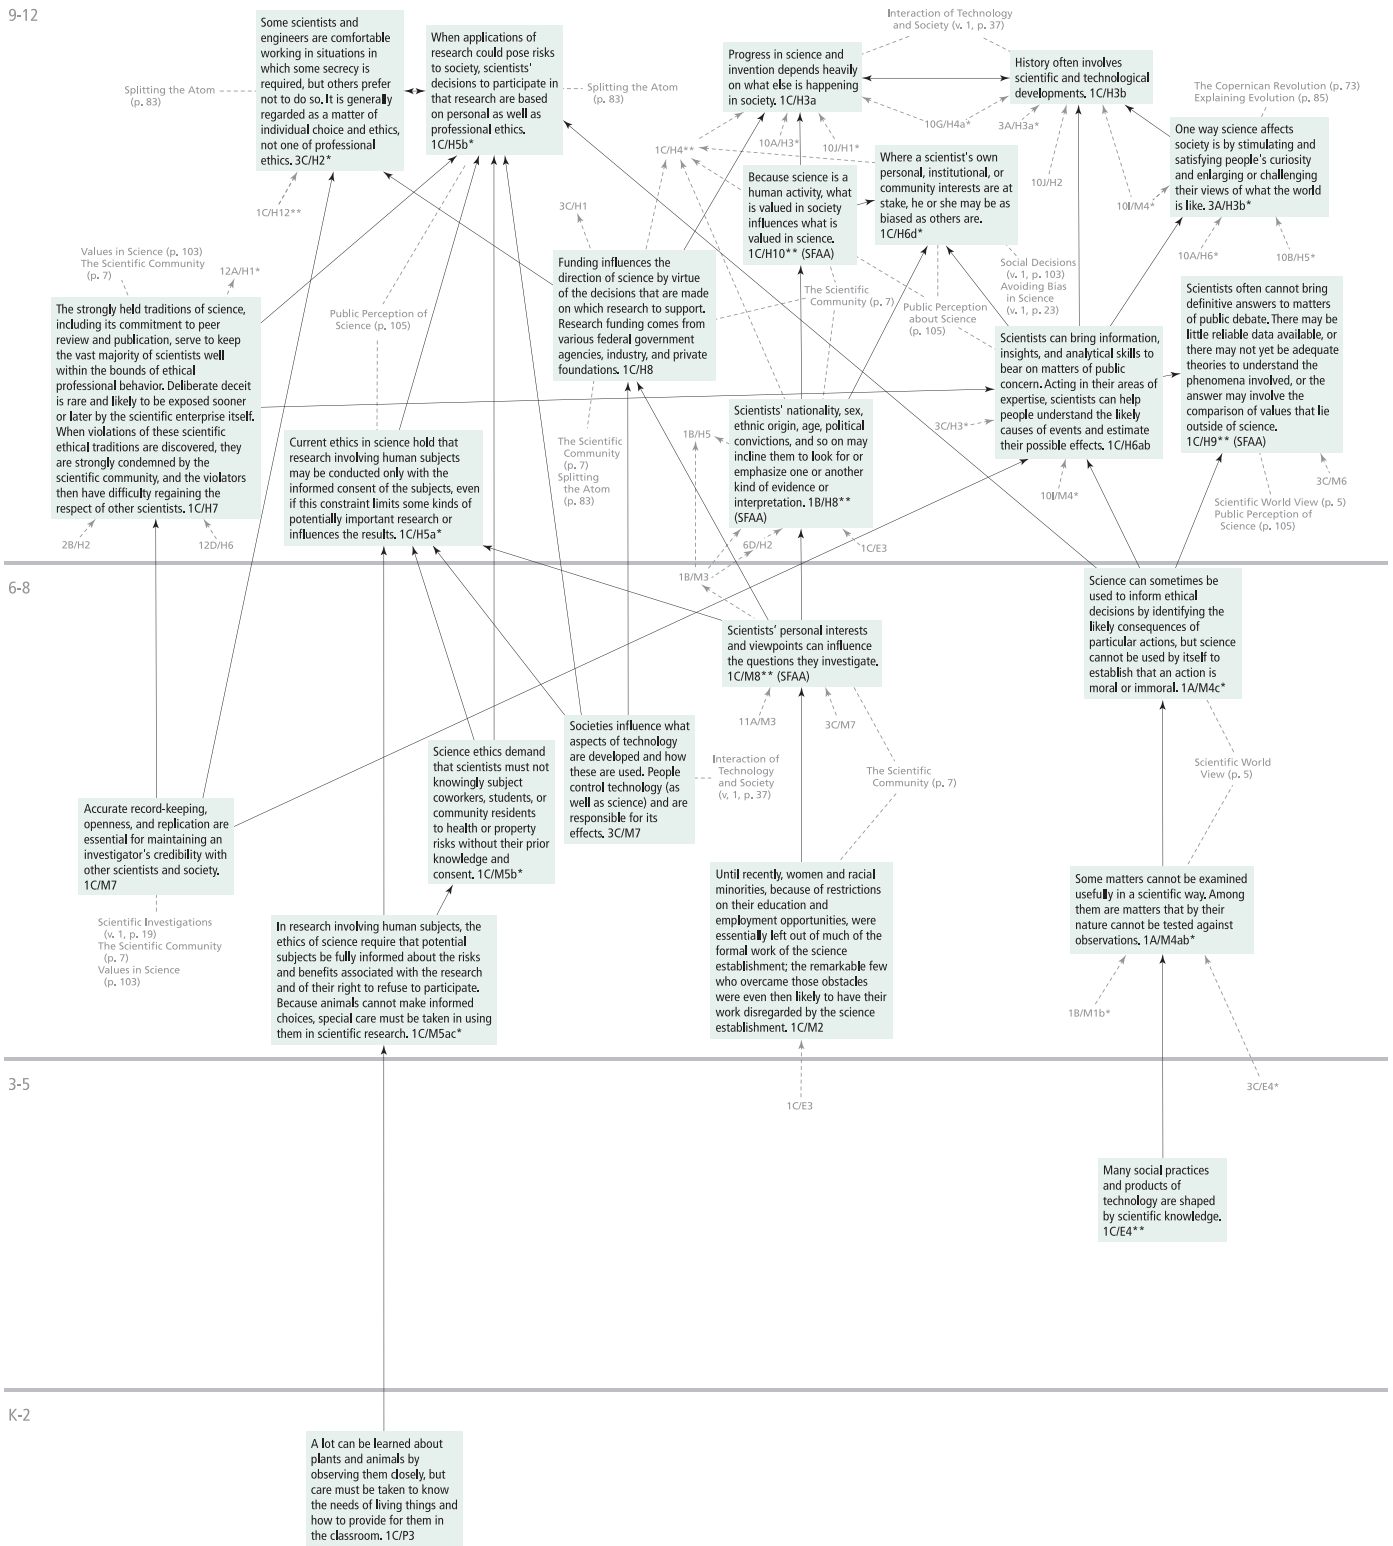 9-12
Some scientists and
engineers are comfortable
working in situations in
which some secrecy is
required, but others prefer
not to do so. It is generally
regarded as a matter of
individual choice and ethics,
not one of professional
ethics. 3C/H2*
When applications of
research could pose risks
to society, scientists'
decisions to participate in
that research are based
on personal as well as
professional ethics.
1C/H5b*
Splitting the Atom
(p. 83)
Splitting the Atom
(p. 83)
Interaction of Technology
and Society (v. 1, p. 37)
Progress in science and
invention depends heavily
on what else is happening
in society. 1C/H3a
History often involves
scientific and technological
developments. 1C/H3b
The Copernican Revolution (p. 73)
Explaining Evolution (p. 85)
One way science affects
society is by stimulating and
satisfying people's curiosity
and enlarging or challenging
their views of what the world
is like. 3A/H3b*
1C/H4**
10A/H3*
10J/H1*
10G/H4a*
3A/H3a*
10J/H2
10I/M4*
10A/H6*
10B/H5*
Because science is a
human activity, what
is valued in society
influences what is
valued in science.
1C/H10** (SFAA)
Where a scientist's own
personal, institutional, or
community interests are at
stake, he or she may be as
biased as others are.
1C/H6d*
1C/H12**
3C/H1
Values in Science (p. 103)
The Scientific Community
(p. 7)
12A/H1*
The strongly held traditions of science,
including its commitment to peer
review and publication, serve to keep
the vast majority of scientists well
within the bounds of ethical
professional behavior. Deliberate deceit
is rare and likely to be exposed sooner
or later by the scientific enterprise itself.
When violations of these scientific
ethical traditions are discovered, they
are strongly condemned by the
scientific community, and the violators
then have difficulty regaining the
respect of other scientists. 1C/H7
2B/H2
12D/H6
Public Perception of
Science (p. 105)
Funding influences the
direction of science by virtue
of the decisions that are made
on which research to support.
Research funding comes from
various federal government
agencies, industry, and private
foundations. 1C/H8
The Scientific
Community (p. 7)
Public Perception
about Science
(p. 105)
Social Decisions
(v. 1, p. 103)
Avoiding Bias
in Science
(v. 1, p. 23)
Scientists can bring information,
insights, and analytical skills to
bear on matters of public
concern. Acting in their areas of
expertise, scientists can help
people understand the likely
causes of events and estimate
their possible effects. 1C/H6ab
Scientists often cannot bring
definitive answers to matters
of public debate. There may be
little reliable data available, or
there may not yet be adequate
theories to understand the
phenomena involved, or the
answer may involve the
comparison of values that lie
outside of science.
1C/H9** (SFAA)
Current ethics in science hold that
research involving human subjects
may be conducted only with the
informed consent of the subjects, even
if this constraint limits some kinds of
potentially important research or
influences the results. 1C/H5a*
The Scientific
Community
(p. 7)
Splitting
the Atom
(p. 83)
1B/H5
Scientists' nationality, sex,
ethnic origin, age, political
convictions, and so on may
incline them to look for or
emphasize one or another
kind of evidence or
interpretation. 1B/H8**
(SFAA)
3C/H3*
10I/M4*
3C/M6
Scientific World View (p. 5)
Public Perception of
Science (p. 105)
6D/H2
1C/E3
6-8
1B/M3
Scientists' personal interests
and viewpoints can influence
the questions they investigate.
1C/M8** (SFAA)
Science can sometimes be
used to inform ethical
decisions by identifying the
likely consequences of
particular actions, but science
cannot be used by itself to
establish that an action is
moral or immoral. 1A/M4c*
11A/M3
3C/M7
Societies influence what
aspects of technology
are developed and how
these are used. People
control technology (as
well as science) and are
responsible for its
effects. 3C/M7
Science ethics demand
that scientists must not
knowingly subject
coworkers, students, or
community residents
to health or property
risks without their prior
knowledge and
consent. 1C/M5b*
Interaction of
Technology
and Society
(v, 1, p. 37)
The Scientific
Community (p. 7)
Scientific World
View (p. 5)
Accurate record-keeping,
openness, and replication are
essential for maintaining an
investigator's credibility with
other scientists and society.
1C/M7
Scientific Investigations
(v. 1, p. 19)
The Scientific Community
(p. 7)
Values in Science
(p. 103)
In research involving human subjects, the
ethics of science require that potential
subjects be fully informed about the risks
and benefits associated with the research
and of their right to refuse to participate.
Because animals cannot make informed
choices, special care must be taken in using
them in scientific research. 1C/M5ac*
Until recently, women and racial
minorities, because of restrictions
on their education and
employment opportunities, were
essentially left out of much of the
formal work of the science
establishment; the remarkable few
who overcame those obstacles
were even then likely to have their
work disregarded by the science
establishment. 1C/M2
Some matters cannot be examined
usefully in a scientific way. Among
them are matters that by their
nature cannot be tested against
observations. 1A/M4ab*
1B/M1b*
3-5
3C/E4*
1C/E3
Many social practices
and products of
technology are shaped
by scientific knowledge.
1C/E4**
K-2
A lot can be learned about
plants and animals by
observing them closely, but
care must be taken to know
the needs of living things and
how to provide for them in
the classroom. 1C/P3